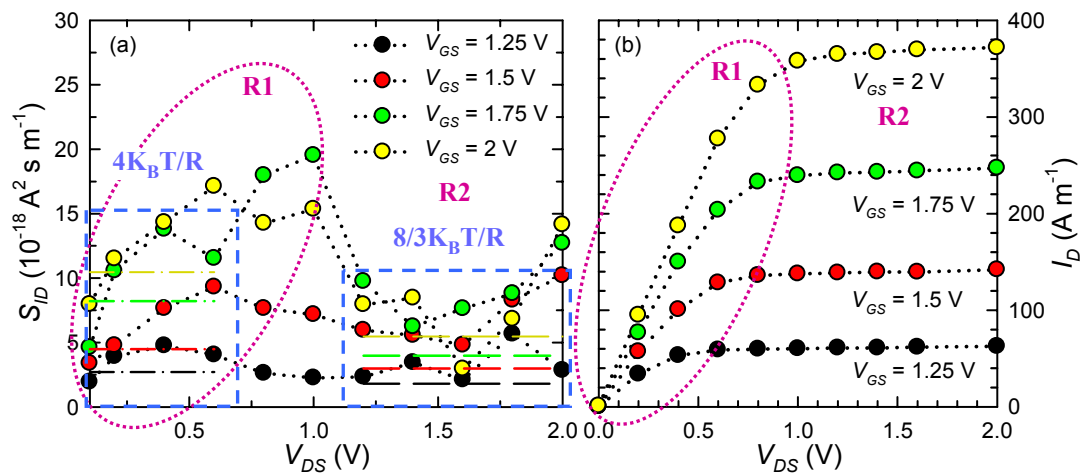 (a)
V_GS = 1.25 V
V_GS = 1.5 V
V_GS = 1.75 V
V_GS = 2 V
R1
4K_BT/R
R2
8/3K_BT/R
30
25
20
15
10
5
0
S_ID (10⁻¹⁸ A² s m⁻¹)
0.5
1.0
1.5
2.0
V_DS (V)
(b)
R1
V_GS = 2 V
R2
V_GS = 1.75 V
V_GS = 1.5 V
V_GS = 1.25 V
400
300
200
100
0
I_D (A m⁻¹)
0.0
0.5
1.0
1.5
2.0
V_DS (V)